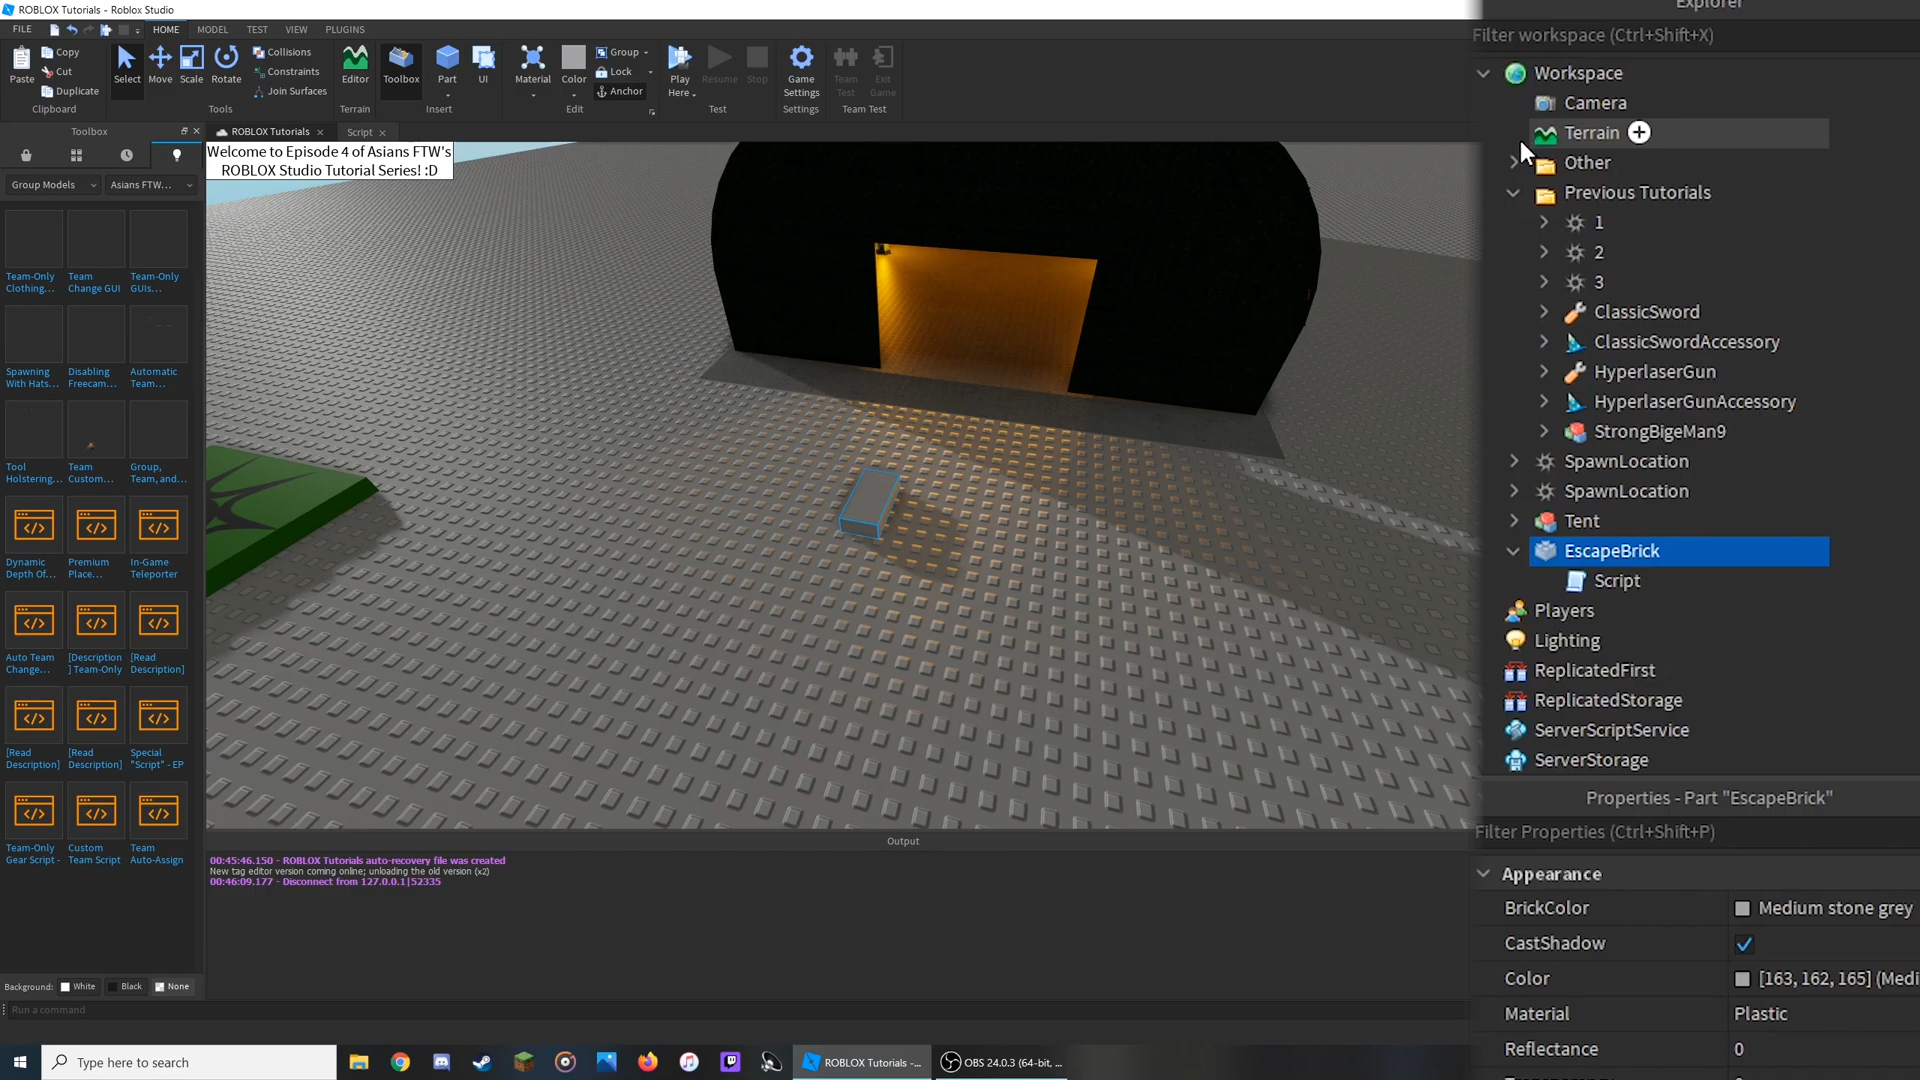 ROBLOX Tutorials - Roblox Studio
FILE HOME MODEL TEST VIEW PLUGINS
Paste Copy Cut Duplicate Clipboard
Select Move Scale Rotate Collisions Constraints Join Surfaces Tools
Editor Terrain
Toolbox Part UI Insert
Material Color Group Lock Anchor Edit
Play Here Resume Stop Test
Game Settings Settings
Team Test Exit Game Team Test
Toolbox
ROBLOX Tutorials Script
Group Models Asians FTW...
Team-Only Clothing... Team Change GUI Team-Only GUIs...
Spawning With Hats... Disabling Freecam... Automatic Team...
Tool Holstering... Team Custom... Group, Team, and...
Dynamic Depth Of... Premium Place... In-Game Teleporter
Auto Team Change... [Description] Team-Only [Read Description]
[Read Description] [Read Description] Special "Script" - EP
Team-Only Gear Script - Custom Team Script Team Auto-Assign
Background: White Black None
Run a command
Welcome to Episode 4 of Asians FTW's
ROBLOX Studio Tutorial Series! :D
Output
00:45:46.150 - ROBLOX Tutorials auto-recovery file was created
New tag editor version coming online; unloading the old version (x2)
00:46:09.177 - Disconnect from 127.0.0.1|52335
Explorer
Filter workspace (Ctrl+Shift+X)
Workspace
Camera
Terrain
Other
Previous Tutorials
1
2
3
ClassicSword
ClassicSwordAccessory
HyperlaserGun
HyperlaserGunAccessory
StrongBigeMan9
SpawnLocation
SpawnLocation
Tent
EscapeBrick
Script
Players
Lighting
ReplicatedFirst
ReplicatedStorage
ServerScriptService
ServerStorage
Properties - Part "EscapeBrick"
Filter Properties (Ctrl+Shift+P)
Appearance
BrickColor Medium stone grey
CastShadow
Color [163, 162, 165] (Medi
Material Plastic
Reflectance 0
Type here to search
ROBLOX Tutorials -...
OBS 24.0.3 (64-bit, ...